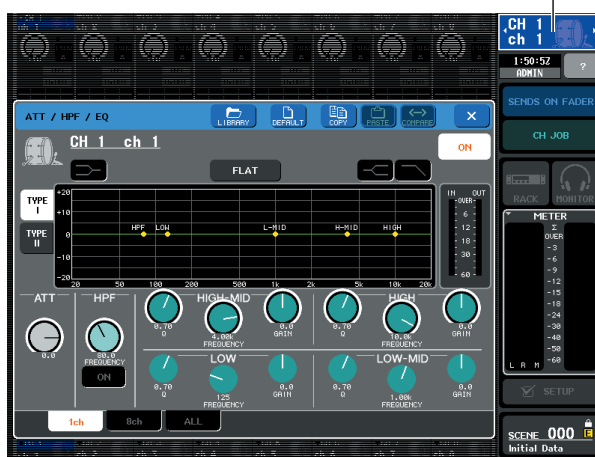 CH 1
ch 1
1:50:52
ADMIN
?
SENDS ON FADER
CH JOB
RACK
MONITOR
METER
Σ
OVER
-3
-6
-9
-12
-15
-18
-24
-30
-40
-50
-60
L R M
SETUP
SCENE 000 E
Initial Data
ATT / HPF / EQ
LIBRARY
DEFAULT
COPY
PASTE
COMPARE
CH 1 ch 1
ON
FLAT
TYPE
I
TYPE
II
+20
+10
0
-10
-20
20 50 100 200 500 1k 2k 5k 10k 20k
HPF LOW L-MID H-MID HIGH
IN OUT
-OVER-
- 6 -
- 12 -
- 18 -
- 30 -
- 60 -
ATT
0.0
HPF
80.0
FREQUENCY
ON
HIGH-MID
0.70
Q
4.00k
FREQUENCY
0.0
GAIN
HIGH
0.70
Q
10.0k
FREQUENCY
0.0
GAIN
LOW
0.70
Q
125
FREQUENCY
0.0
GAIN
LOW-MID
0.70
Q
1.00k
FREQUENCY
0.0
GAIN
1ch
8ch
ALL